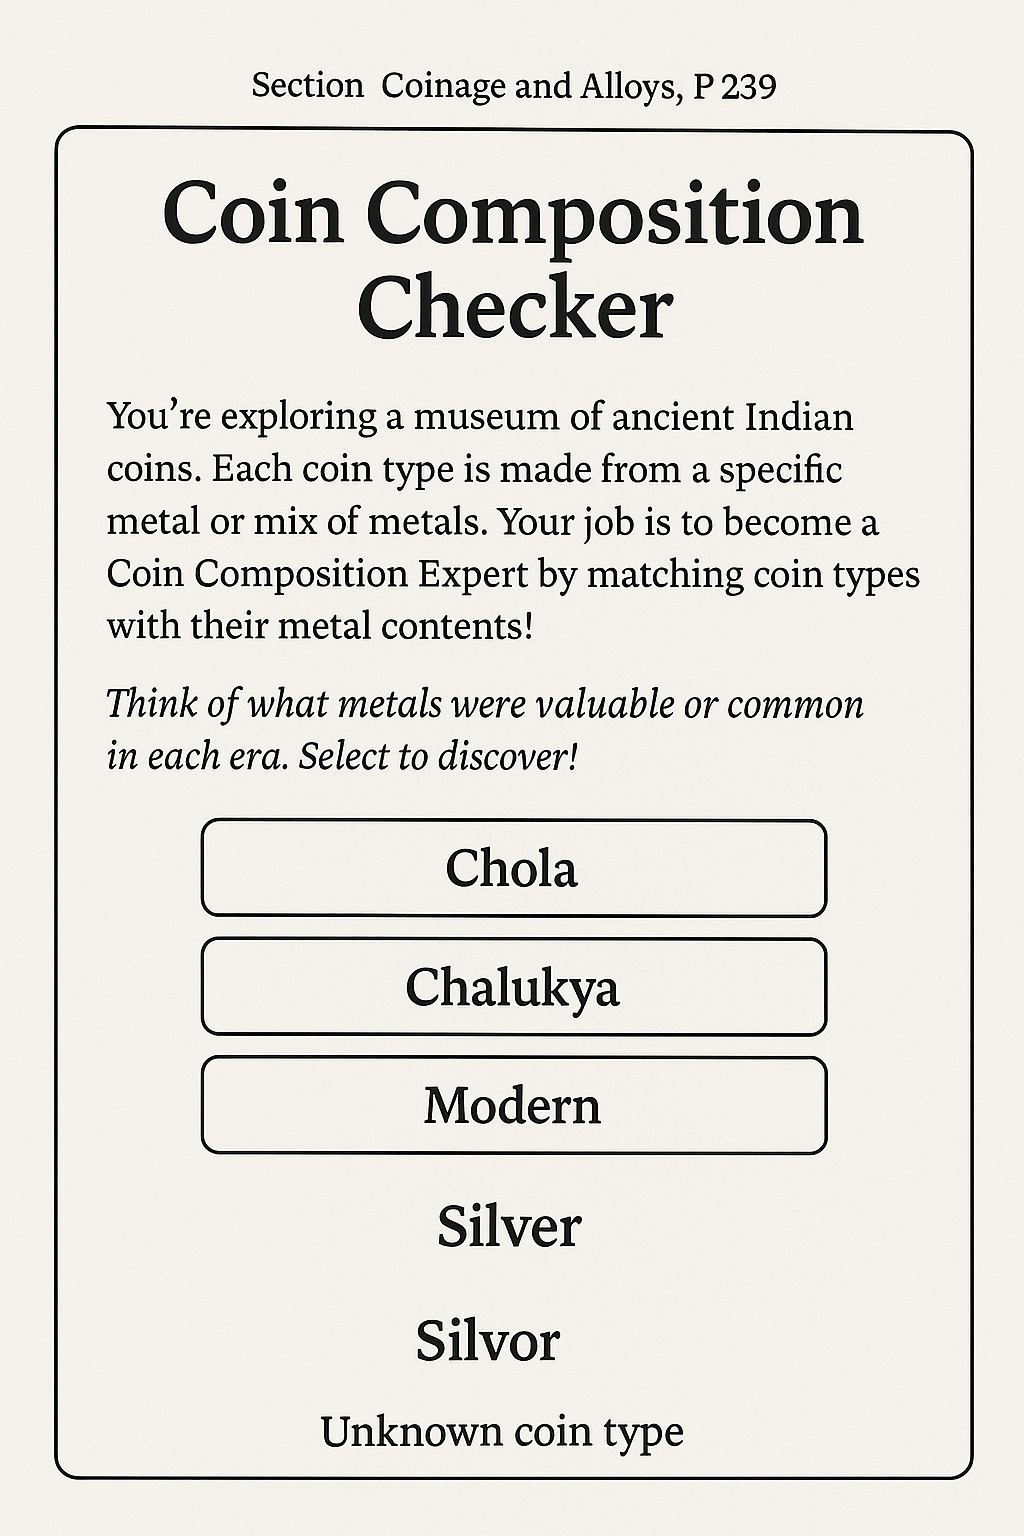 Section Coinage and Alloys, P 239
Coin Composition
Checker
You’re exploring a museum of ancient Indian
coins. Each coin type is made from a specific
metal or mix of metals. Your job is to become a
Coin Composition Expert by matching coin types
with their metal contents!
Think of what metals were valuable or common
in each era. Select to discover!
Chola
Chalukya
Modern
Silver
Silvor
Unknown coin type